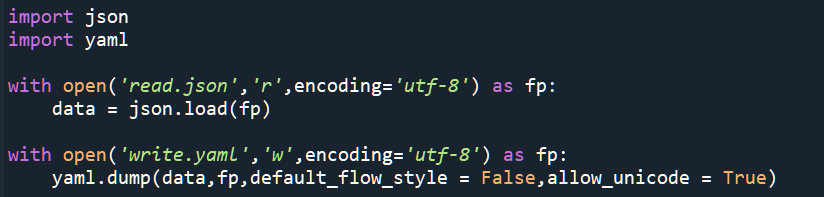 import json
import yaml
with open('read.json','r',encoding='utf-8') as fp:
    data = json.load(fp)
with open('write.yaml','w',encoding='utf-8') as fp:
    yaml.dump(data,fp,default_flow_style = False,allow_unicode = True)